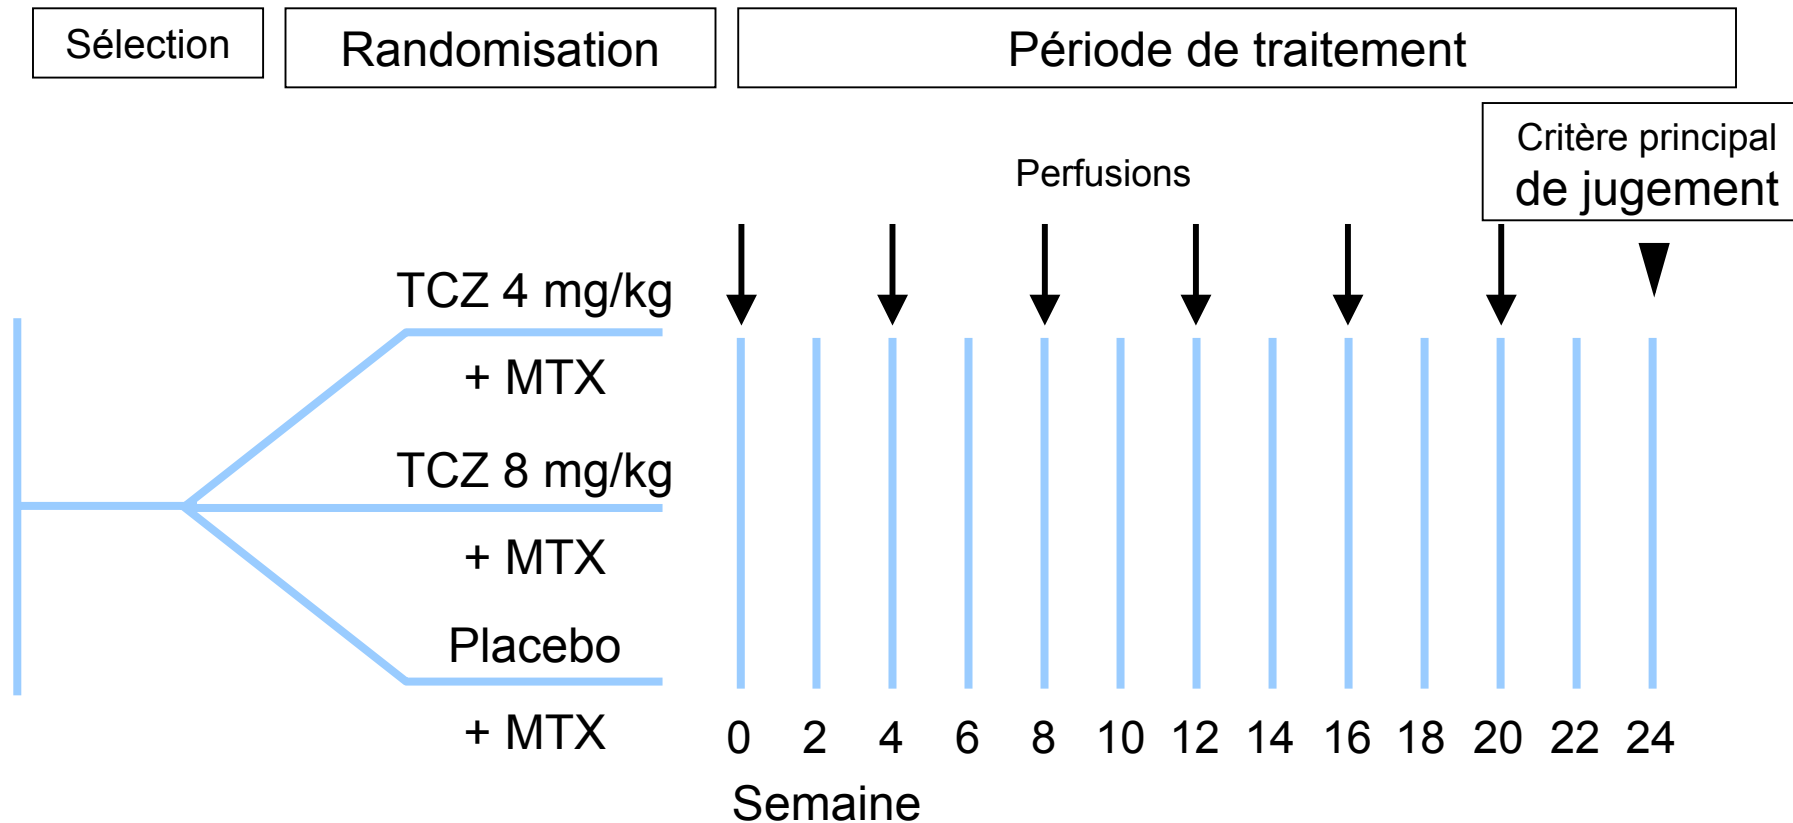 Sélection
Randomisation
Période de traitement
Critère principal
de jugement
Perfusions
TCZ 4 mg/kg
+ MTX
TCZ 8 mg/kg
+ MTX
Placebo
+ MTX
0 2 4 6 8 10 12 14 16 18 20 22 24
Semaine